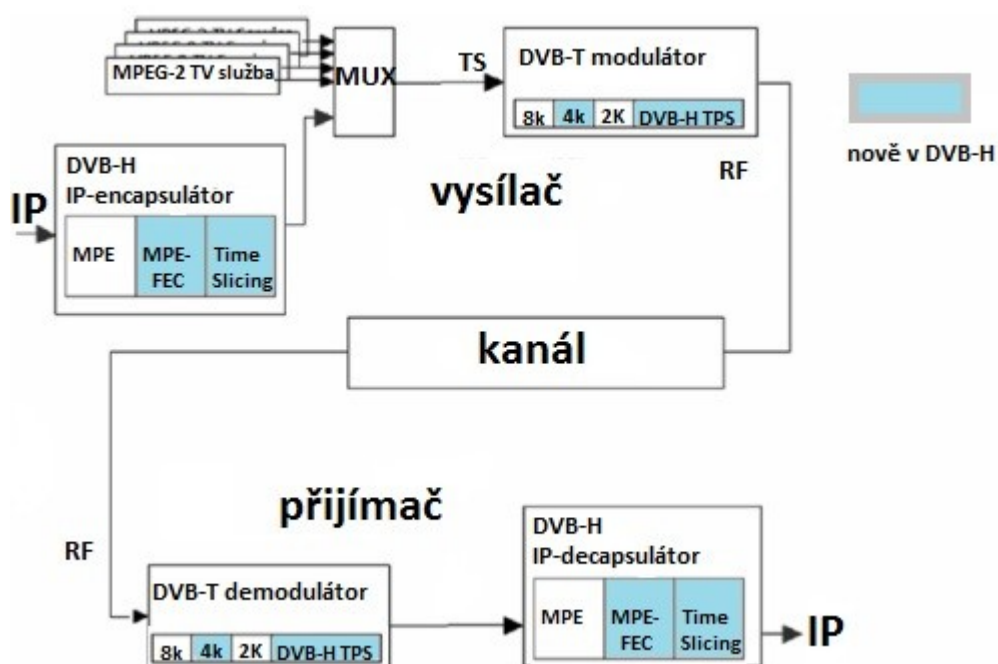 MPEG-2 TV služba
MUX
TS
DVB-T modulátor
8k 4k 2K DVB-H TPS
nově v DVB-H
RF
vysílač
DVB-H
IP-encapsulátor
IP
MPE
MPE-
FEC
Time
Slicing
kanál
přijímač
RF
DVB-T demodulátor
8k 4k 2K DVB-H TPS
DVB-H
IP-decapsulátor
MPE
MPE-
FEC
Time
Slicing
IP